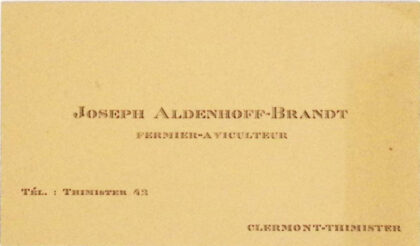 Joseph Aldenhoff-Brandt
FERMIER-AVICULTEUR
Tél. : Thimister 42
CLERMONT-THIMISTER